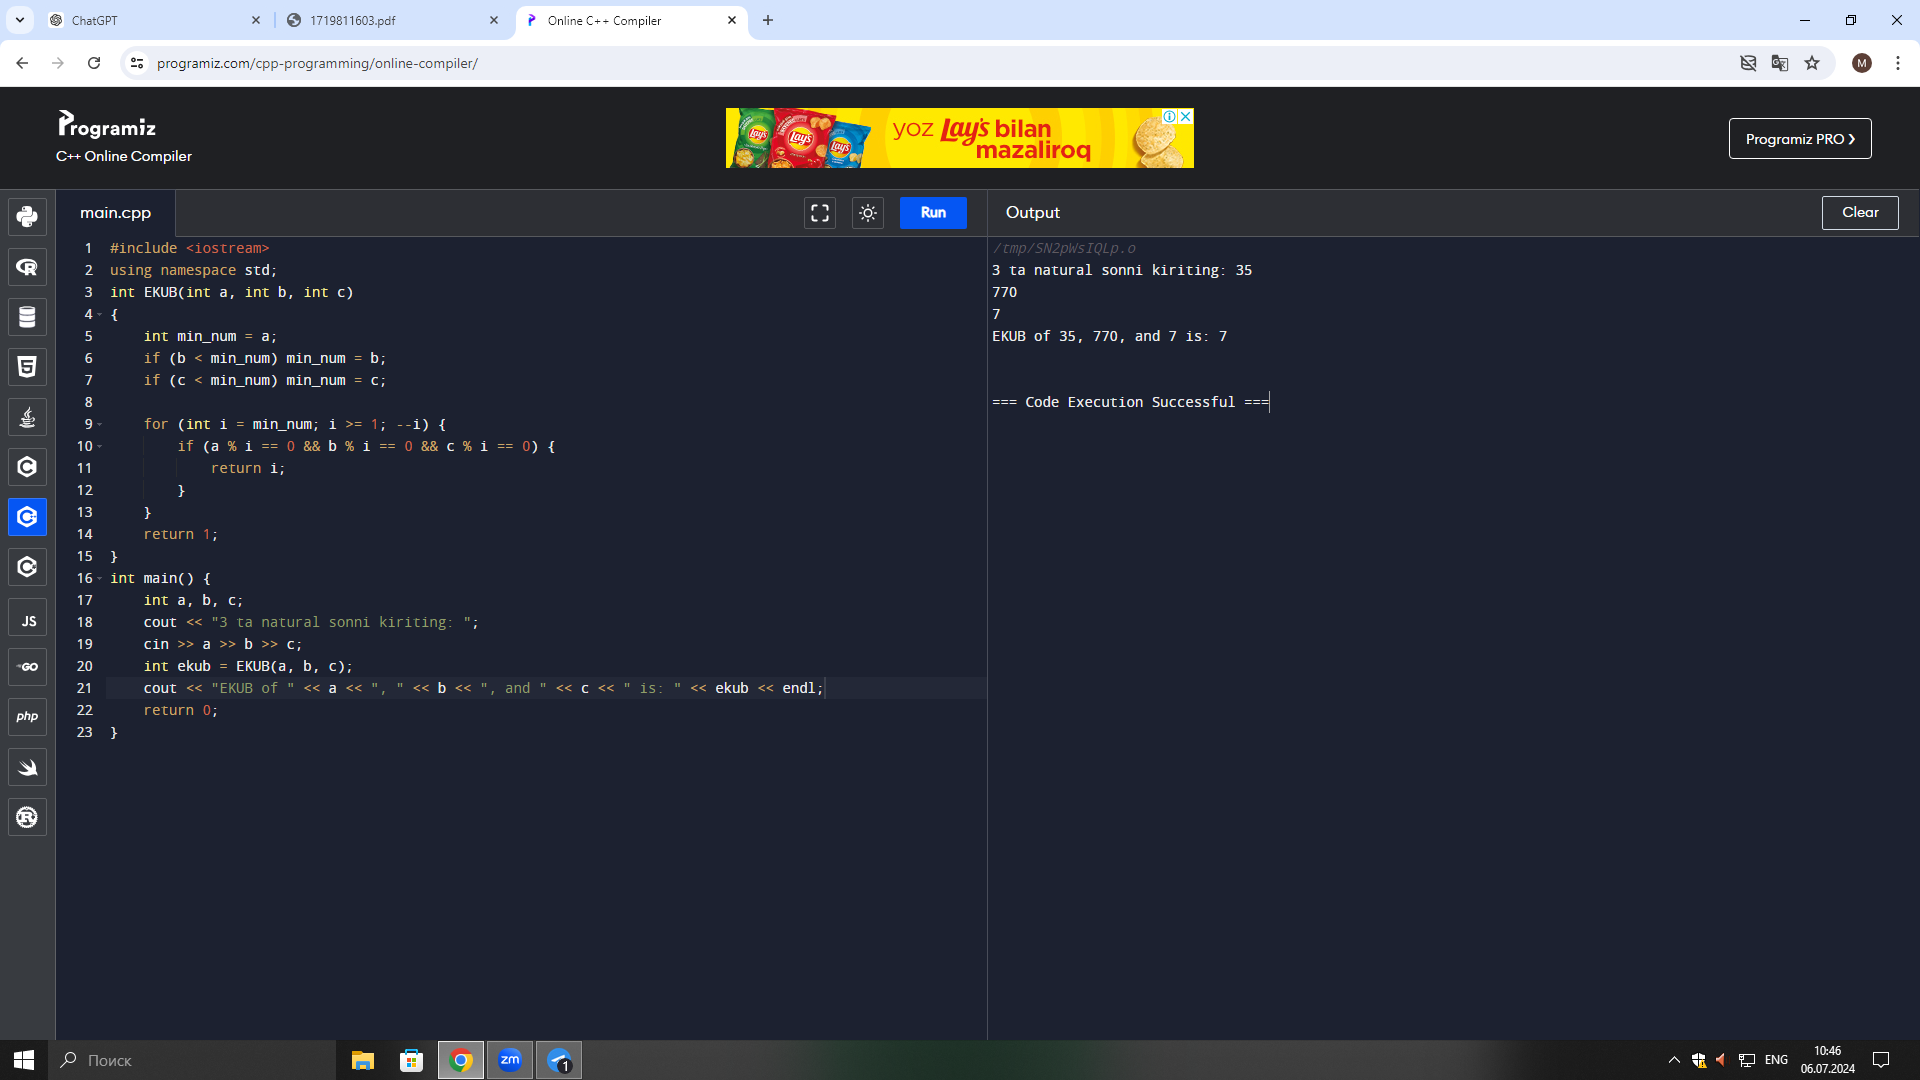 ChatGPT
1719811603.pdf
Online C++ Compiler
programiz.com/cpp-programming/online-compiler/
M
Programiz
C++ Online Compiler
Lay's
Lay's
Lay's
yoz Lay's bilan
mazaliroq
Programiz PRO
main.cpp
Run
Output
Clear
1 #include <iostream>
2 using namespace std;
3 int EKUB(int a, int b, int c)
4 {
5 int min_num = a;
6 if (b < min_num) min_num = b;
7 if (c < min_num) min_num = c;
8
9 for (int i = min_num; i >= 1; --i) {
10 if (a % i == 0 && b % i == 0 && c % i == 0) {
11 return i;
12 }
13 }
14 return 1;
15 }
16 int main() {
17 int a, b, c;
18 cout << "3 ta natural sonni kiriting: ";
19 cin >> a >> b >> c;
20 int ekub = EKUB(a, b, c);
21 cout << "EKUB of " << a << ", " << b << ", and " << c << " is: " << ekub << endl;
22 return 0;
23 }
/tmp/SN2pWsIQLp.o
3 ta natural sonni kiriting: 35
770
7
EKUB of 35, 770, and 7 is: 7
=== Code Execution Successful ===
JS
GO
php
Поиск
zm
1
ENG
10:46
06.07.2024